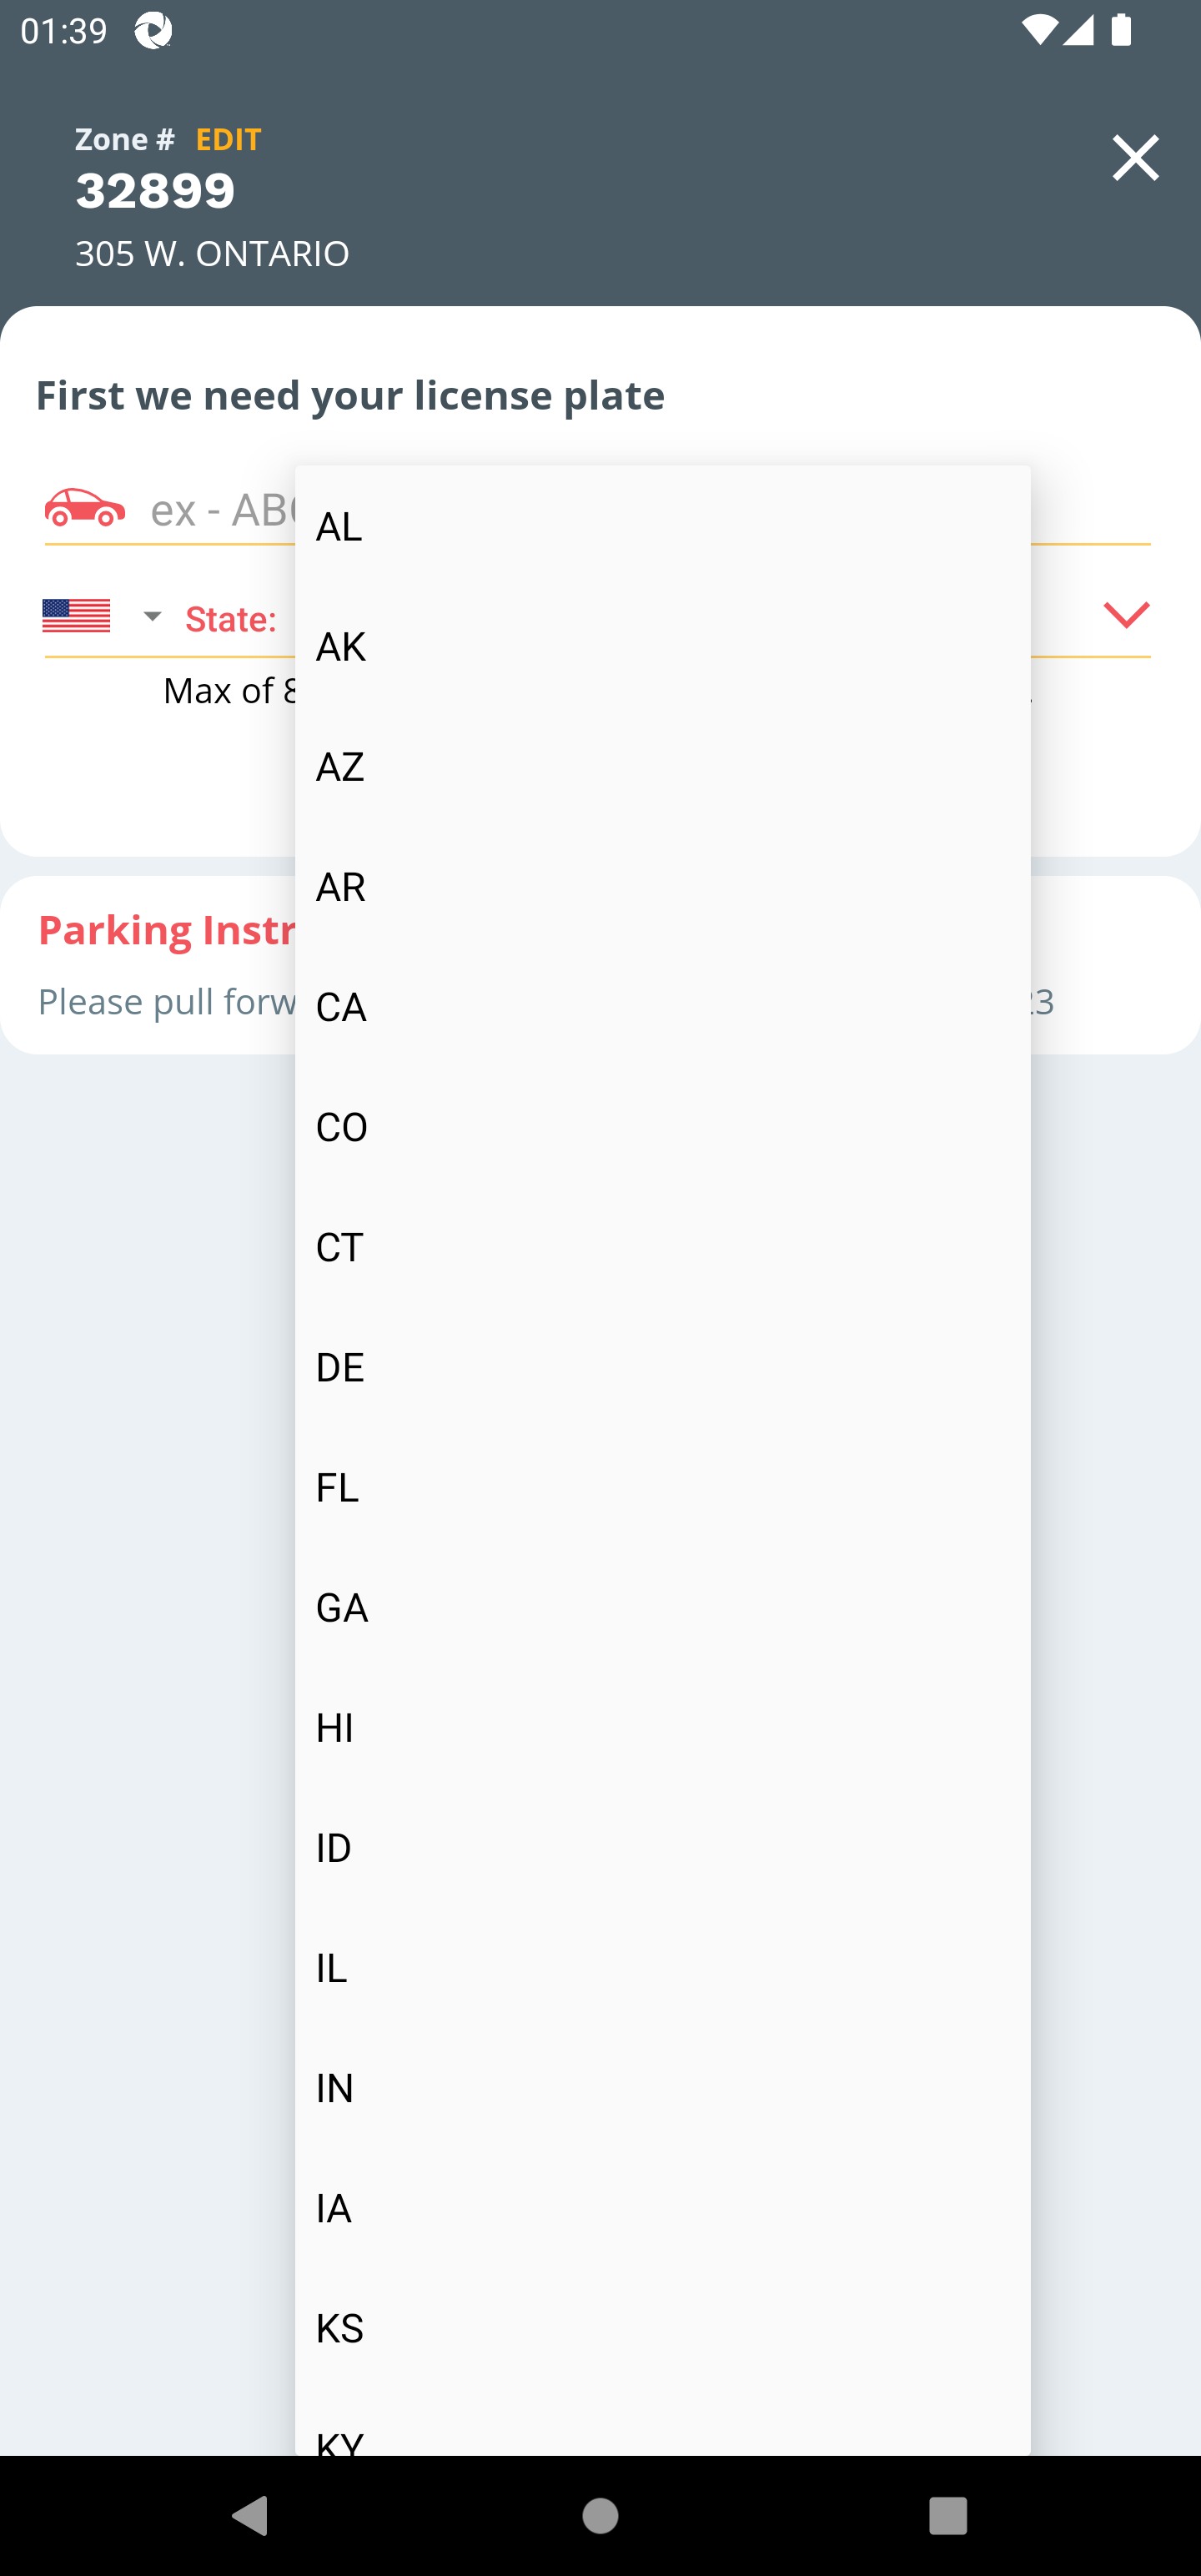 01:39
Zone # EDIT
32899
305 W. ONTARIO
First we need your license plate
ex - AB
State:
Max of 8
Parking Instr
Please pull forw 23
AL
AK
AZ
AR
CA
CO
CT
DE
FL
GA
HI
ID
IL
IN
IA
KS
KY